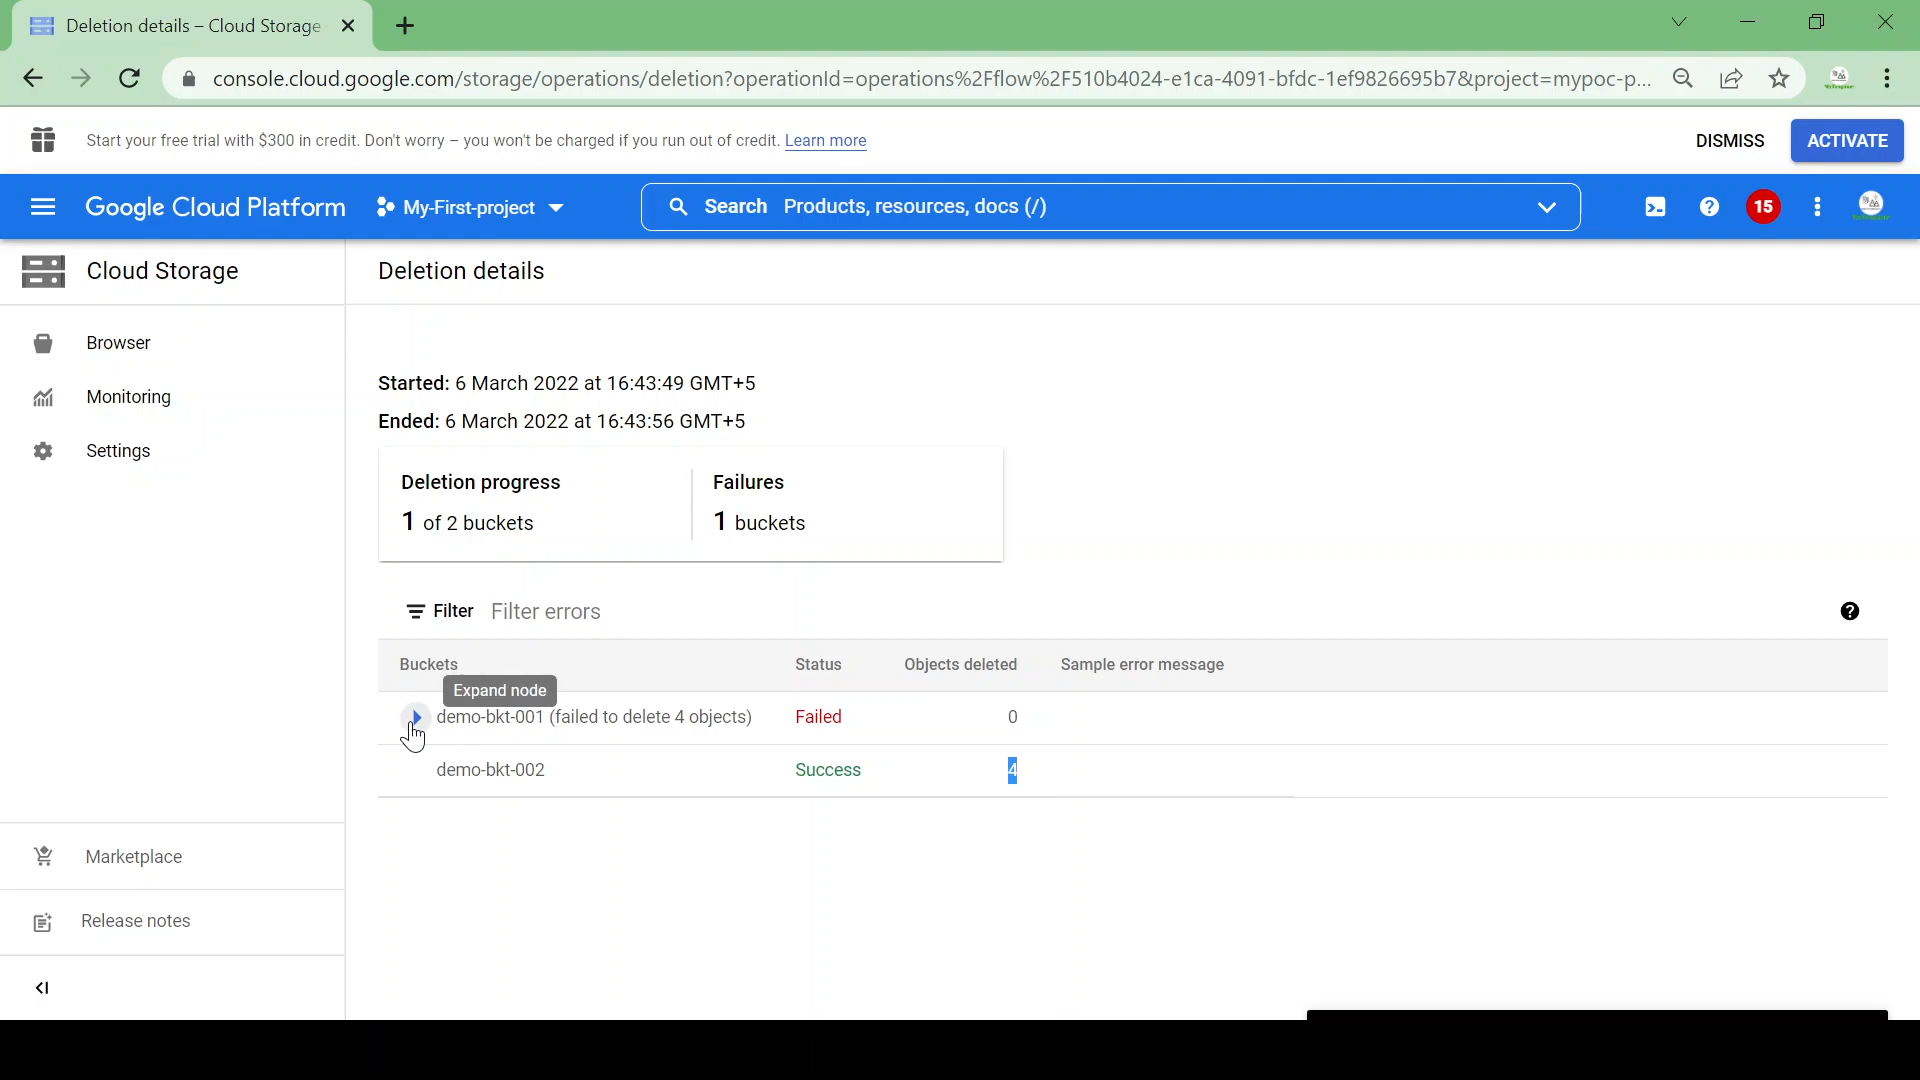 Deletion details – Cloud Storage
console.cloud.google.com/storage/operations/deletion?operationId=operations%2Fflow%2F510b4024-e1ca-4091-bfdc-1ef9826695b7&project=mypoc-p...
Start your free trial with $300 in credit. Don't worry – you won't be charged if you run out of credit. Learn more
DISMISS
ACTIVATE
Google Cloud Platform
My-First-project
Search Products, resources, docs (/)
15
Cloud Storage
Deletion details
Browser
Monitoring
Settings
Marketplace
Release notes
Started: 6 March 2022 at 16:43:49 GMT+5
Ended: 6 March 2022 at 16:43:56 GMT+5
Deletion progress
1 of 2 buckets
Failures
1 buckets
Filter Filter errors
Buckets Status Objects deleted Sample error message
Expand node
demo-bkt-001 (failed to delete 4 objects) Failed 0
demo-bkt-002 Success 4